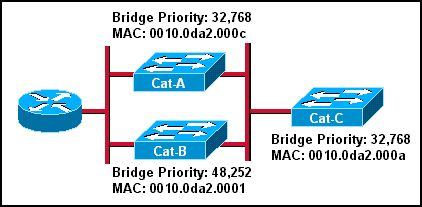 Bridge Priority: 32,768
MAC: 0010.0da2.000c
Cat-A
Cat-B
Bridge Priority: 48,252
MAC: 0010.0da2.0001
Cat-C
Bridge Priority: 32,768
MAC: 0010.0da2.000a